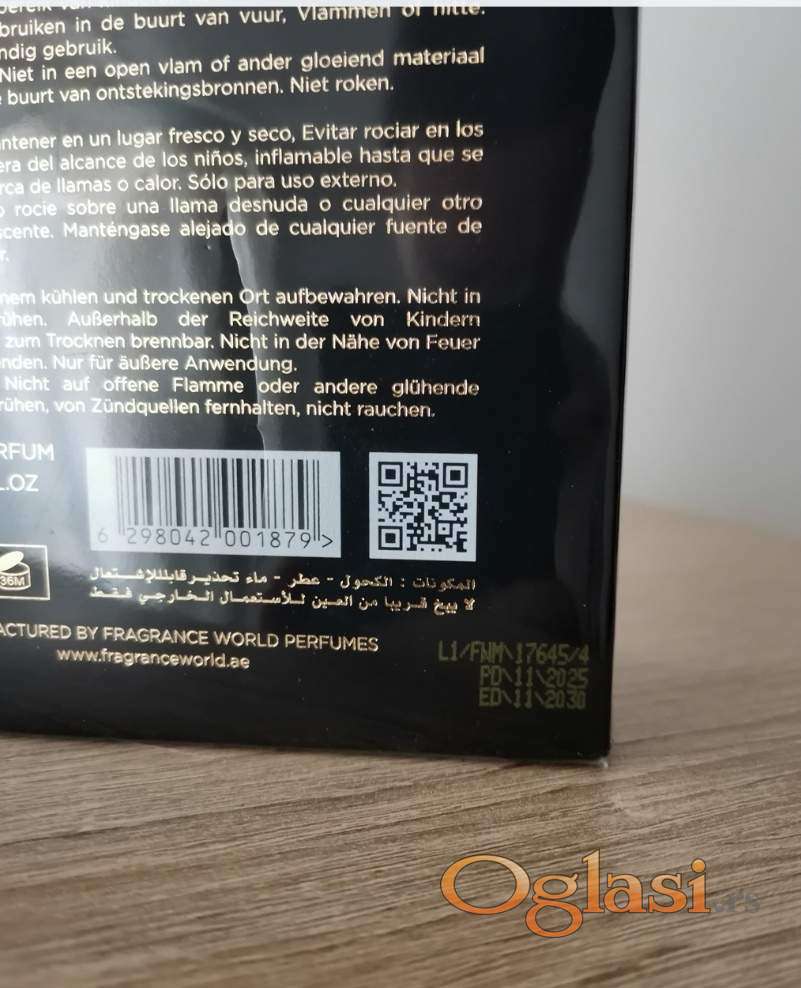 bruiken in de buurt van vuur, Vlammen of hitte.
ndig gebruik.
Niet in een open vlam of ander gloeiend materiaal
buurt van ontstekingsbronnen. Niet roken.
ntener en un lugar fresco y seco, Evitar rociar en los
era del alcance de los niños, inflamable hasta que se
rca de llamas o calor. Sólo para uso externo.
o rocie sobre una llama desnuda o cualquier otro
scente. Manténgase alejado de cualquier fuente de
r.
nem kühlen und trockenen Ort aufbewahren. Nicht in
ühen. Außerhalb der Reichweite von Kindern
zum Trocknen brennbar. Nicht in der Nähe von Feuer
nden. Nur für äußere Anwendung.
Nicht auf offene Flamme oder andere glühende
rühen, von Zündquellen fernhalten, nicht rauchen.
RFUM
L.OZ
6 298042 001879 >
36M
المكونات : الكحول - عطر - ماء تحذير قابللإشتمال
لا يبخ قريبا من العين للأستعمال الخارجي فقط
ACTURED BY FRAGRANCE WORLD PERFUMES
www.fragranceworld.ae
L1/FNM\17645/4
PD\11\2025
ED\11\2030
Oglasi.rs